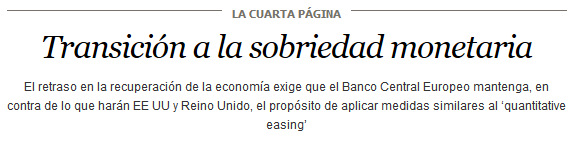 LA CUARTA PÁGINA
Transición a la sobriedad monetaria
El retraso en la recuperación de la economía exige que el Banco Central Europeo mantenga, en
contra de lo que harán EE UU y Reino Unido, el propósito de aplicar medidas similares al ‘quantitative
easing’